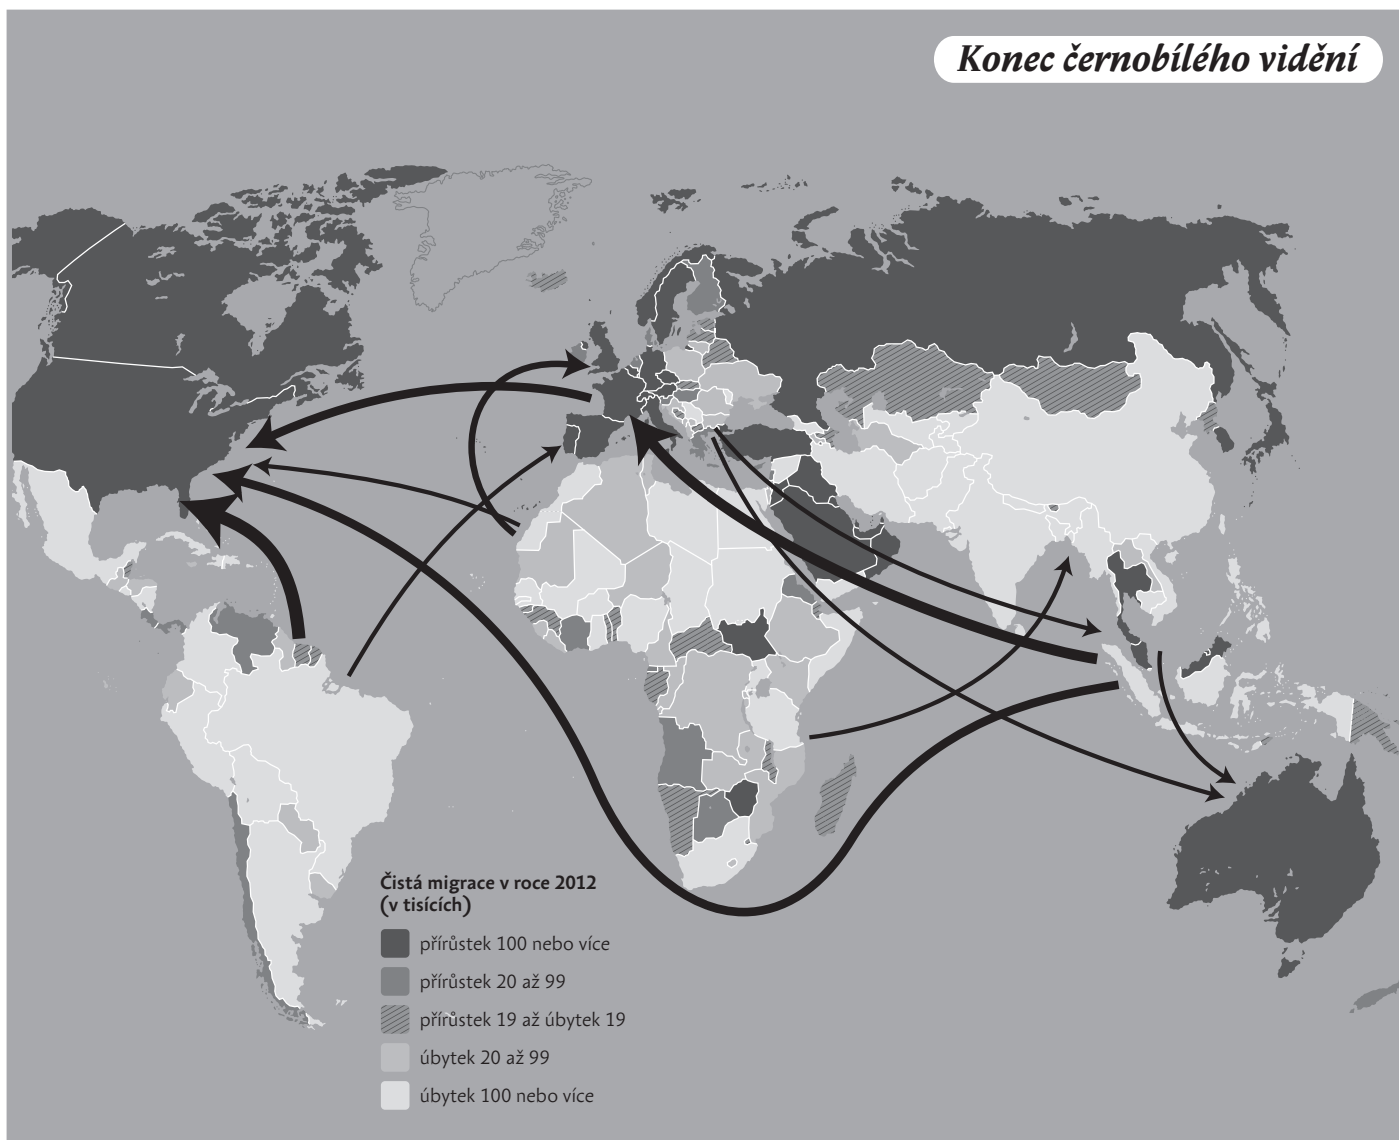 Konec černobílého vidění
Čistá migrace v roce 2012
(v tisících)
přírůstek 100 nebo více
přírůstek 20 až 99
přírůstek 19 až úbytek 19
úbytek 20 až 99
úbytek 100 nebo více